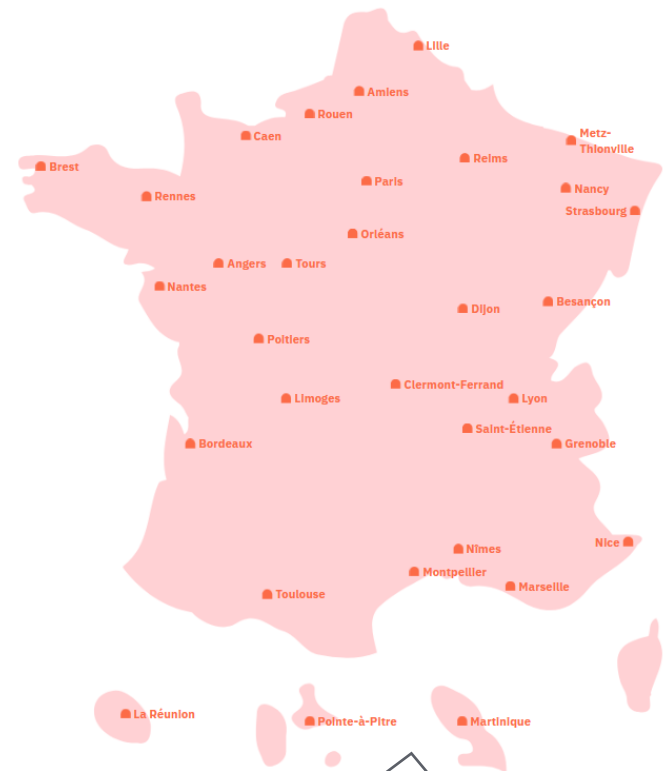 Lille
Amiens
Rouen
Caen
Metz-
Thionville
Reims
Brest
Paris
Nancy
Rennes
Strasbourg
Orléans
Angers
Tours
Nantes
Besançon
Dijon
Poitiers
Clermont-Ferrand
Limoges
Lyon
Saint-Étienne
Bordeaux
Grenoble
Nice
Nîmes
Montpellier
Marseille
Toulouse
La Réunion
Pointe-à-Pitre
Martinique